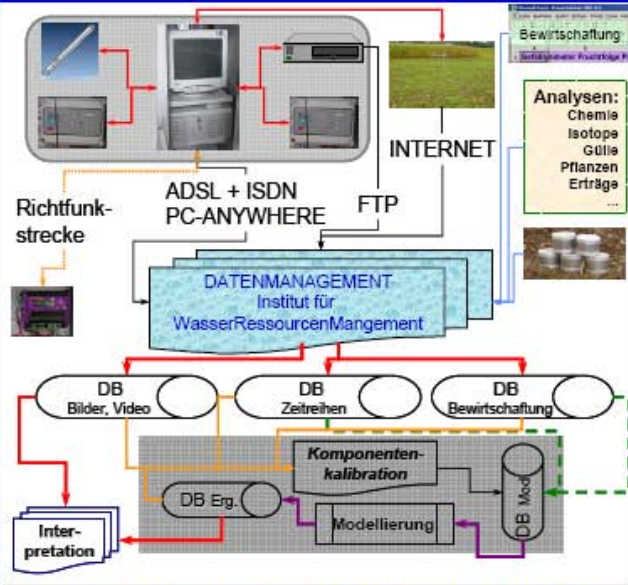 Bewirtschaftung
Analysen:
Chemie
Isotope
Gülle
Pflanzen
Erträge
...
INTERNET
ADSL + ISDN
PC-ANYWHERE
FTP
Richtfunk-
strecke
DATENMANAGEMENT
Institut für
WasserRessourcenMangement
DB
Bilder, Video
DB
Zeitreihen
DB
Bewirtschaftung
Komponenten-
kalibration
DB Mod
DB Erg.
Modellierung
Inter-
pretation